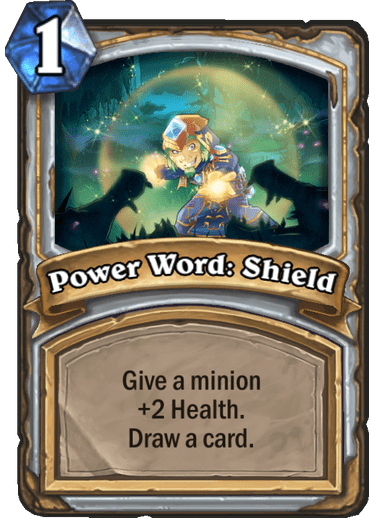 1
Power Word: Shield
Give a minion
+2 Health.
Draw a card.